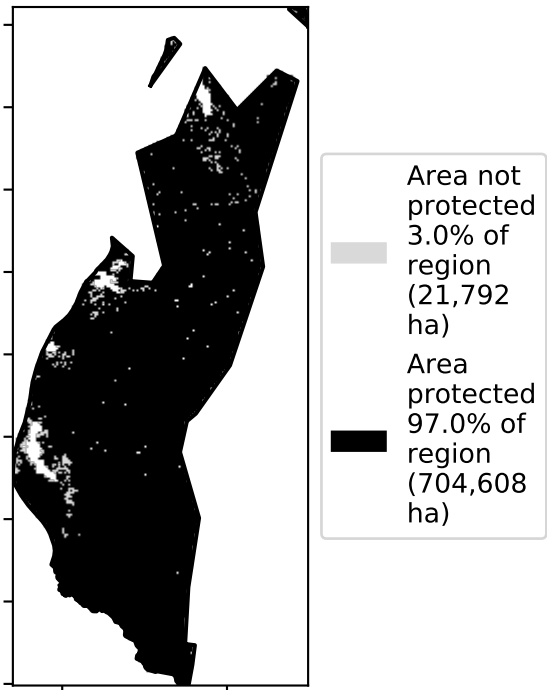 Area not
protected
3.0% of
region
(21,792
ha)
Area
protected
97.0% of
region
(704,608
ha)